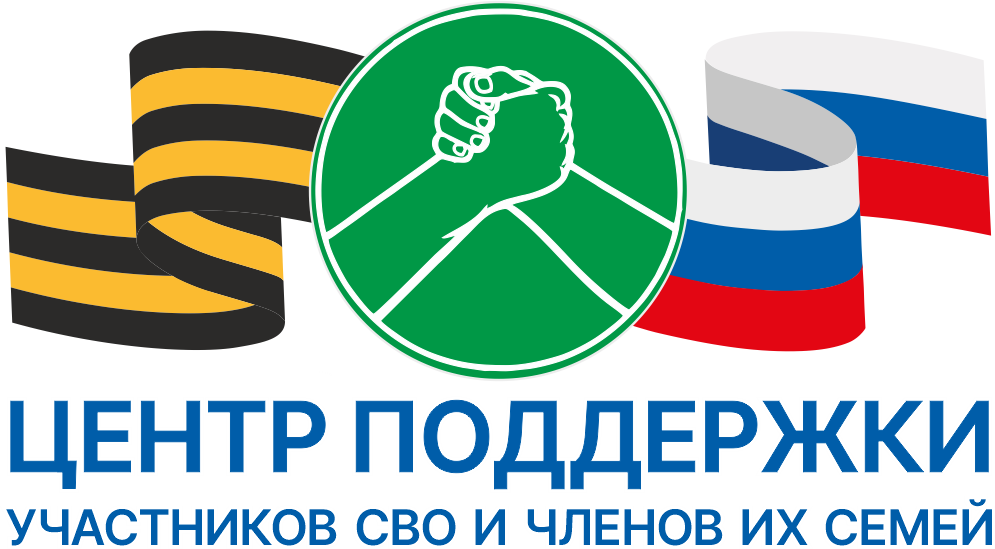 ЦЕНТР ПОДДЕРЖКИ
УЧАСТНИКОВ СВО И ЧЛЕНОВ ИХ СЕМЕЙ